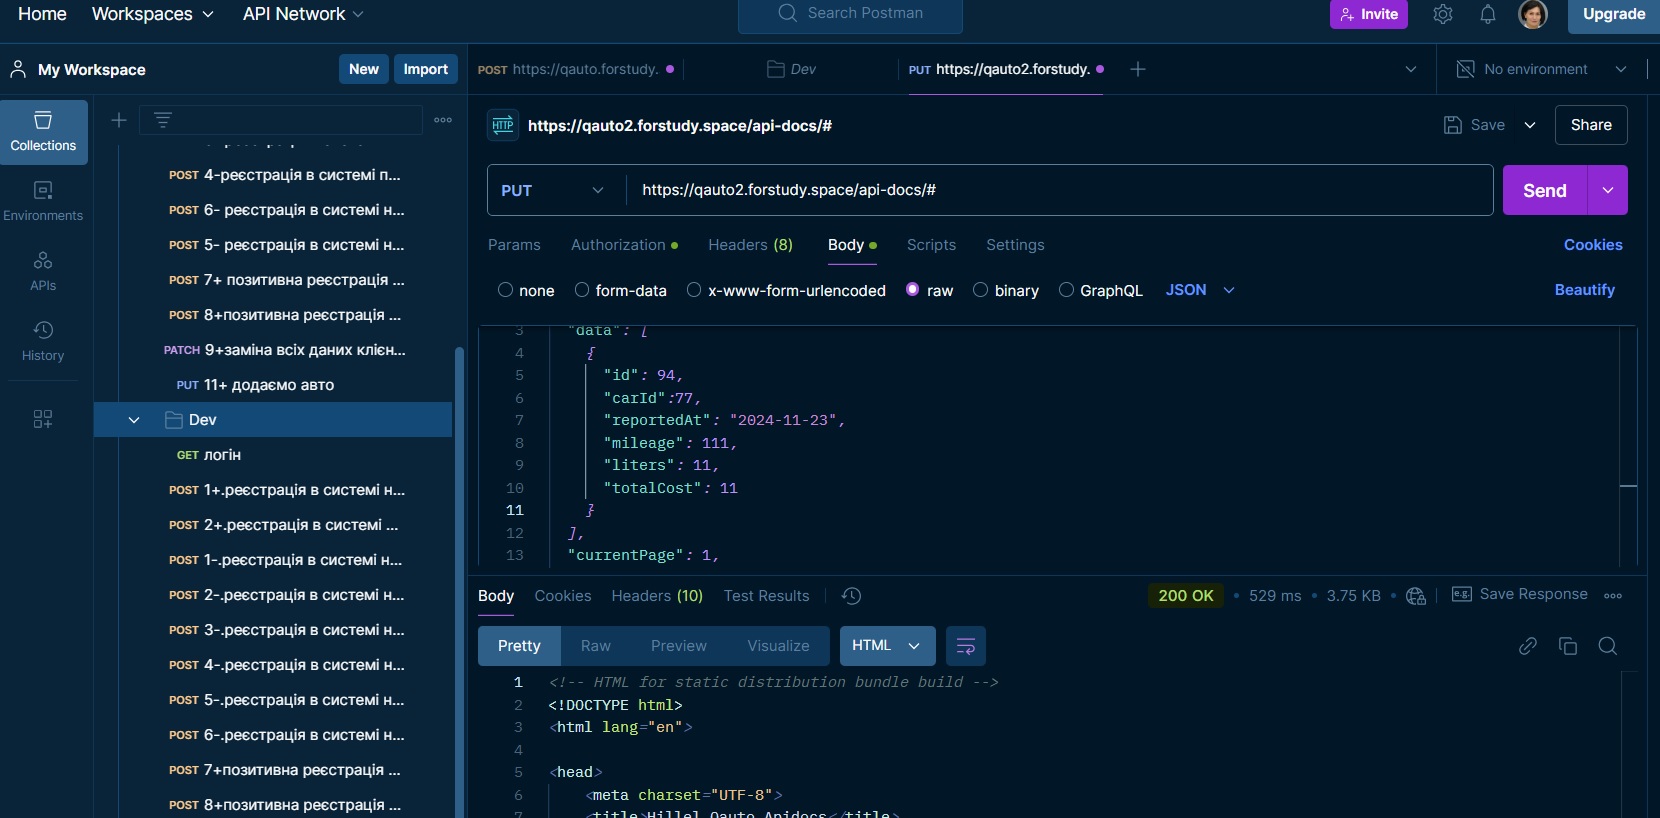 Home Workspaces API Network Search Postman Invite Upgrade
My Workspace New Import POST https://qauto.forstudy. Dev PUT https://qauto2.forstudy. No environment
Collections
Environments
APIs
History
POST 4-реєстрація в системі п...
POST 6- реєстрація в системі н...
POST 5- реєстрація в системі н...
POST 7+ позитивна реєстрація ...
POST 8+позитивна реєстрація ...
PATCH 9+заміна всіх даних клієн...
PUT 11+ додаємо авто
Dev
GET логін
POST 1+.реєстрація в системі н...
POST 2+.реєстрація в системі ...
POST 1-.реєстрація в системі н...
POST 2-.реєстрація в системі н...
POST 3-.реєстрація в системі н...
POST 4-.реєстрація в системі н...
POST 5-.реєстрація в системі н...
POST 6-.реєстрація в системі н...
POST 7+позитивна реєстрація ...
POST 8+позитивна реєстрація ...
HTTP https://qauto2.forstudy.space/api-docs/# Save Share
PUT https://qauto2.forstudy.space/api-docs/# Send
Params Authorization Headers (8) Body Scripts Settings Cookies
none form-data x-www-form-urlencoded raw binary GraphQL JSON Beautify
3 "data": [
4 {
5 "id": 94,
6 "carId":77,
7 "reportedAt": "2024-11-23",
8 "mileage": 111,
9 "liters": 11,
10 "totalCost": 11
11 }
12 ],
13 "currentPage": 1,
Body Cookies Headers (10) Test Results 200 OK • 529 ms • 3.75 KB • e.g. Save Response
Pretty Raw Preview Visualize HTML
1 <!-- HTML for static distribution bundle build -->
2 <!DOCTYPE html>
3 <html lang="en">
4
5 <head>
6 <meta charset="UTF-8">
7 <title>Hillel Qauto Apidocs</title>